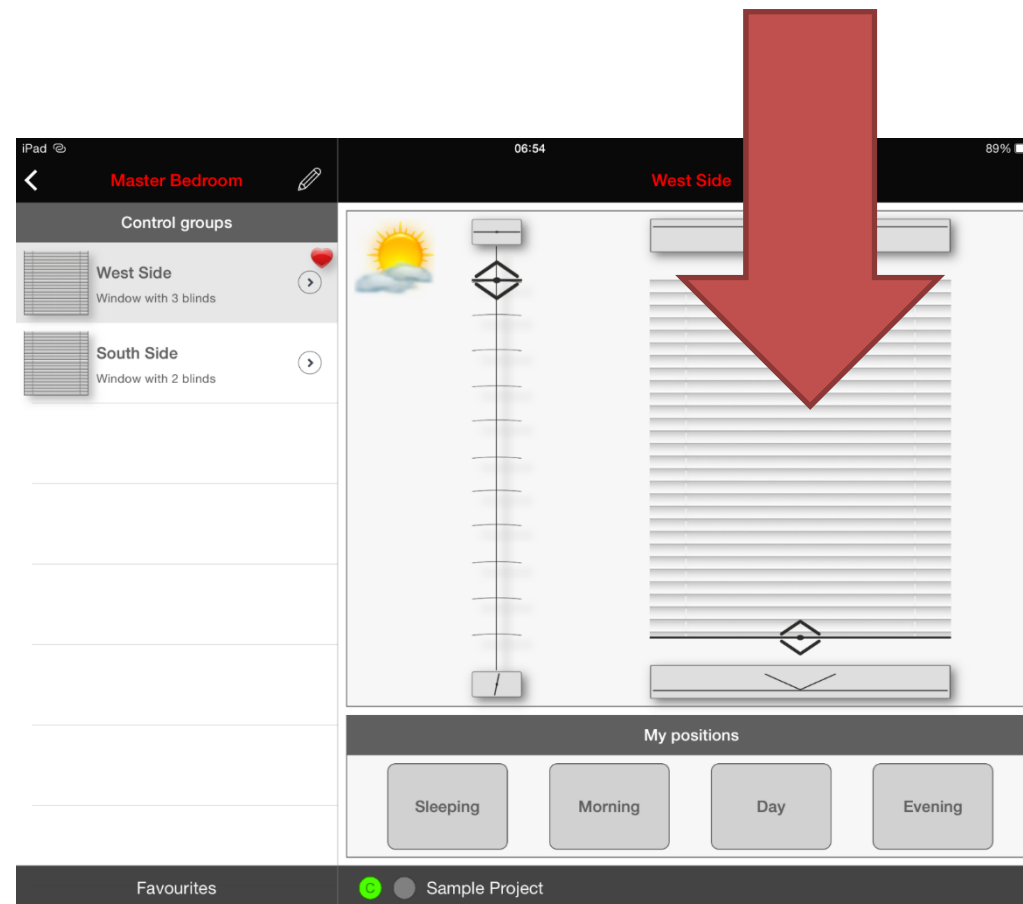 iPad
06:54
89%
Master Bedroom
West Side
Control groups
West Side
Window with 3 blinds
South Side
Window with 2 blinds
My positions
Sleeping
Morning
Day
Evening
Favourites
C
Sample Project